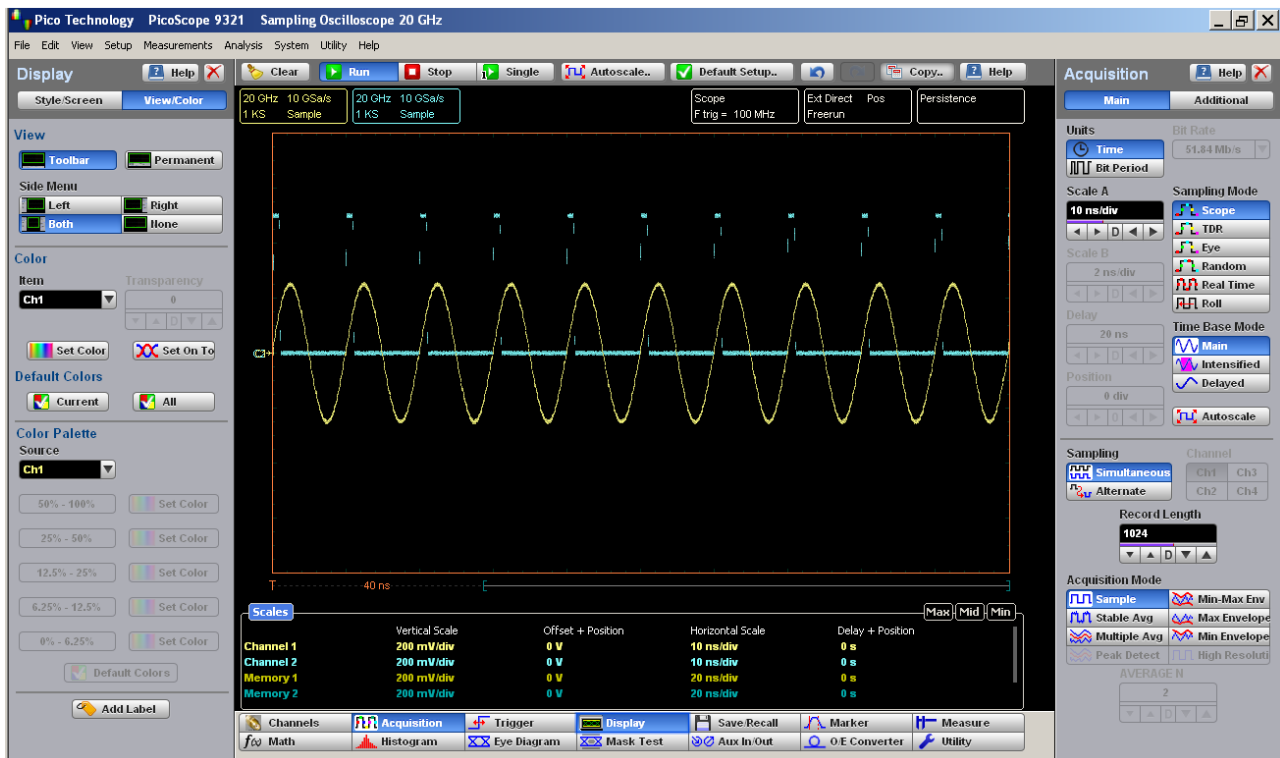 Pico Technology PicoScope 9321 Sampling Oscilloscope 20 GHz
File Edit View Setup Measurements Analysis System Utility Help
Display Help
Style/Screen View/Color
View
Toolbar Permanent
Side Menu
Left Right
Both None
Color
Item Transparency
Ch1 0
D
Set Color Set On To
Default Colors
Current All
Color Palette
Source
Ch1
50% - 100% Set Color
25% - 50% Set Color
12.5% - 25% Set Color
6.25% - 12.5% Set Color
0% - 6.25% Set Color
Default Colors
Add Label
Clear Run Stop Single Autoscale.. Default Setup.. Copy.. Help
20 GHz 10 GSa/s 20 GHz 10 GSa/s Scope Ext Direct Pos Persistence
1 KS Sample 1 KS Sample F trig = 100 MHz Freerun
T 40 ns
Scales Max Mid Min
Vertical Scale Offset + Position Horizontal Scale Delay + Position
Channel 1 200 mV/div 0 V 10 ns/div 0 s
Channel 2 200 mV/div 0 V 10 ns/div 0 s
Memory 1 200 mV/div 0 V 20 ns/div 0 s
Memory 2 200 mV/div 0 V 20 ns/div 0 s
Channels Acquisition Trigger Display Save/Recall Marker Measure
f(x) Math Histogram Eye Diagram Mask Test Aux In/Out O/E Converter Utility
Acquisition Help
Main Additional
Units Bit Rate
Time 51.84 Mb/s
Bit Period
Scale A Sampling Mode
10 ns/div Scope
D TDR
Scale B Eye
2 ns/div Random
D Real Time
Delay Roll
20 ns Time Base Mode
D Main
Position Intensified
0 div Delayed
D Autoscale
Sampling Channel
Simultaneous Ch1 Ch3
Alternate Ch2 Ch4
Record Length
1024
D
Acquisition Mode
Sample Min-Max Env
Stable Avg Max Envelope
Multiple Avg Min Envelope
Peak Detect High Resoluti
AVERAGE N
2
D